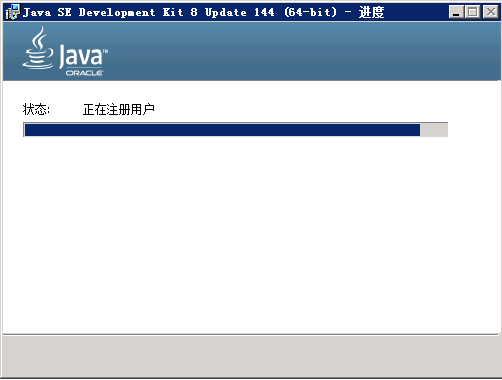 Java SE Development Kit 8 Update 144 (64-bit) - 进度
Java™
ORACLE
状态: 正在注册用户